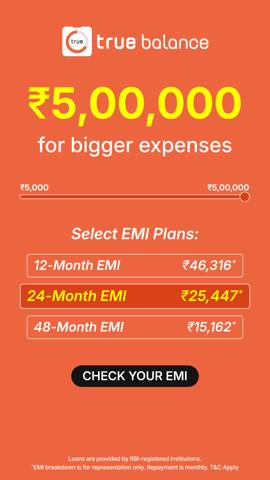 true
true balance
₹5,00,000
for bigger expenses
₹5,000 ₹5,00,000
Select EMI Plans:
12-Month EMI ₹46,316*
24-Month EMI ₹25,447*
48-Month EMI ₹15,162*
CHECK YOUR EMI
Loans are provided by RBI-registered institutions.
*EMI breakdown is for representation only. Repayment is monthly. T&C Apply